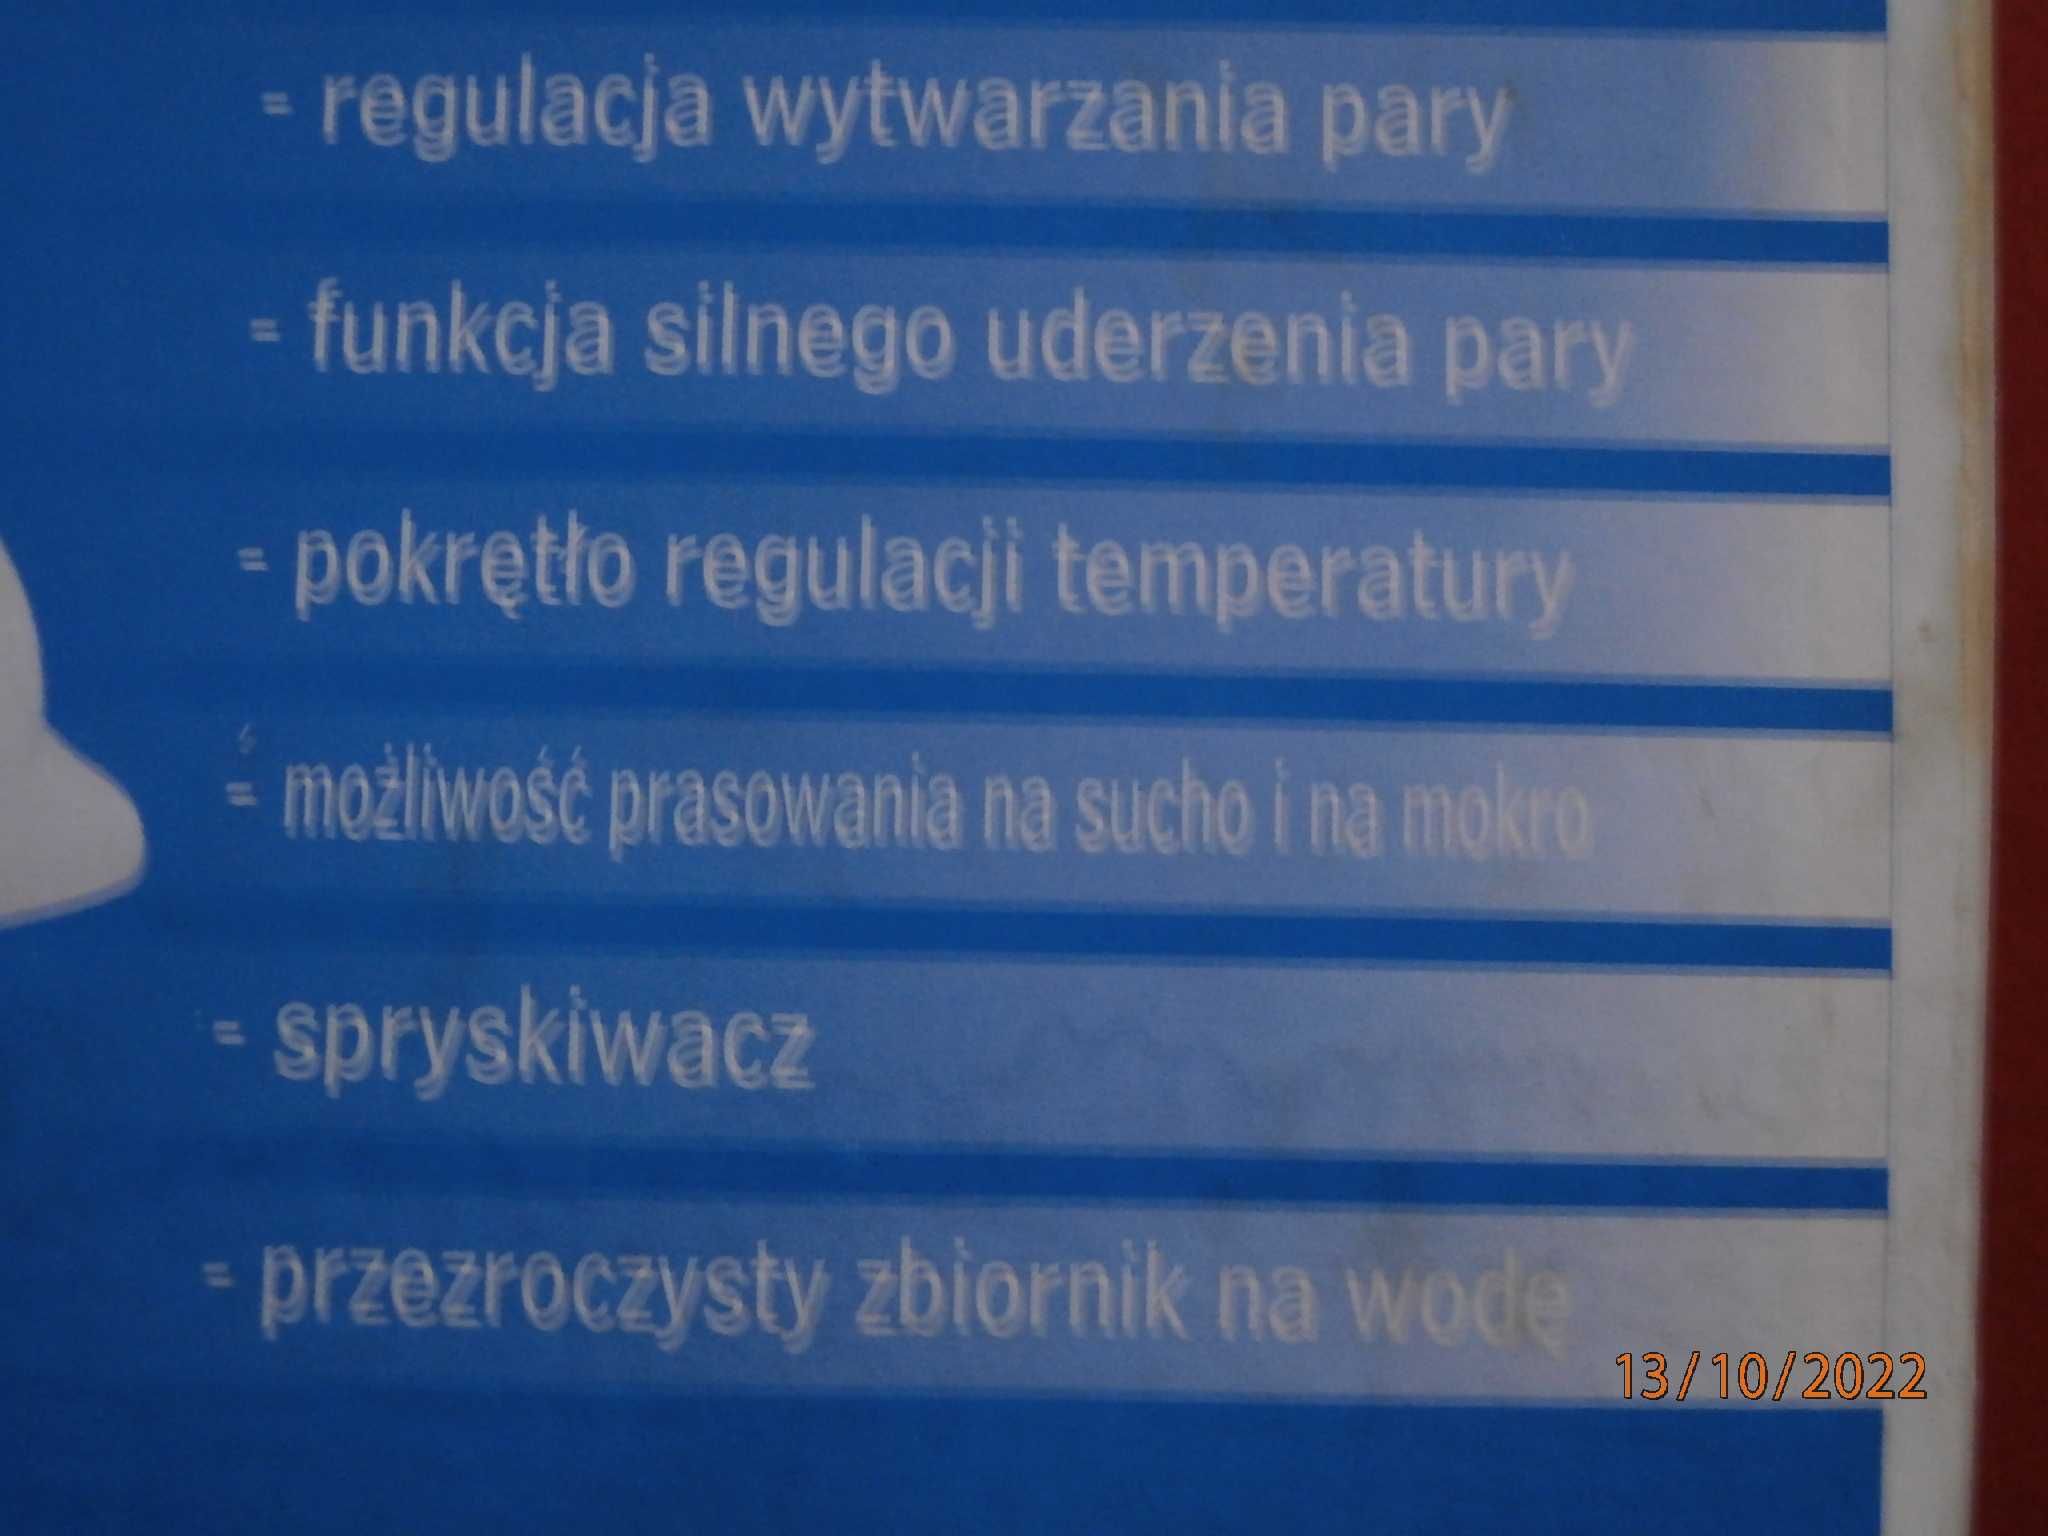 - regulacja wytwarzania pary
- funkcja silnego uderzenia pary
- pokrętło regulacji temperatury
- możliwość prasowania na sucho i na mokro
- spryskiwacz
- przezroczysty zbiornik na wodę
13/10/2022